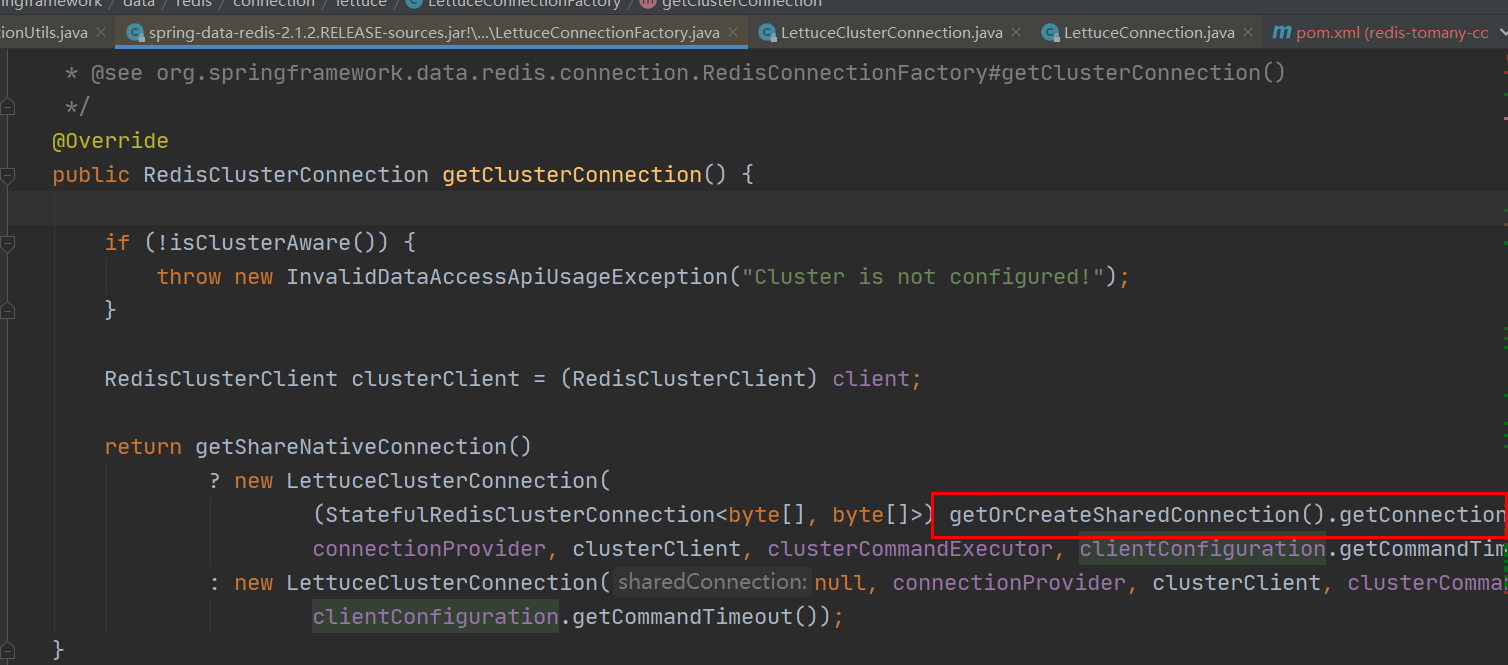 ingframework / data / redis / connection / lettuce / LettuceConnectionFactory / getClusterConnection
ionUtils.java × spring-data-redis-2.1.2.RELEASE-sources.jar!\...\LettuceConnectionFactory.java × LettuceClusterConnection.java × LettuceConnection.java × pom.xml (redis-tomany-co
* @see org.springframework.data.redis.connection.RedisConnectionFactory#getClusterConnection()
*/
@Override
public RedisClusterConnection getClusterConnection() {
if (!isClusterAware()) {
throw new InvalidDataAccessApiUsageException("Cluster is not configured!");
}
RedisClusterClient clusterClient = (RedisClusterClient) client;
return getShareNativeConnection()
? new LettuceClusterConnection(
(StatefulRedisClusterConnection<byte[], byte[]>) getOrCreateSharedConnection().getConnection
connectionProvider, clusterClient, clusterCommandExecutor, clientConfiguration.getCommandTim
: new LettuceClusterConnection( sharedConnection: null, connectionProvider, clusterClient, clusterComma
clientConfiguration.getCommandTimeout());
}